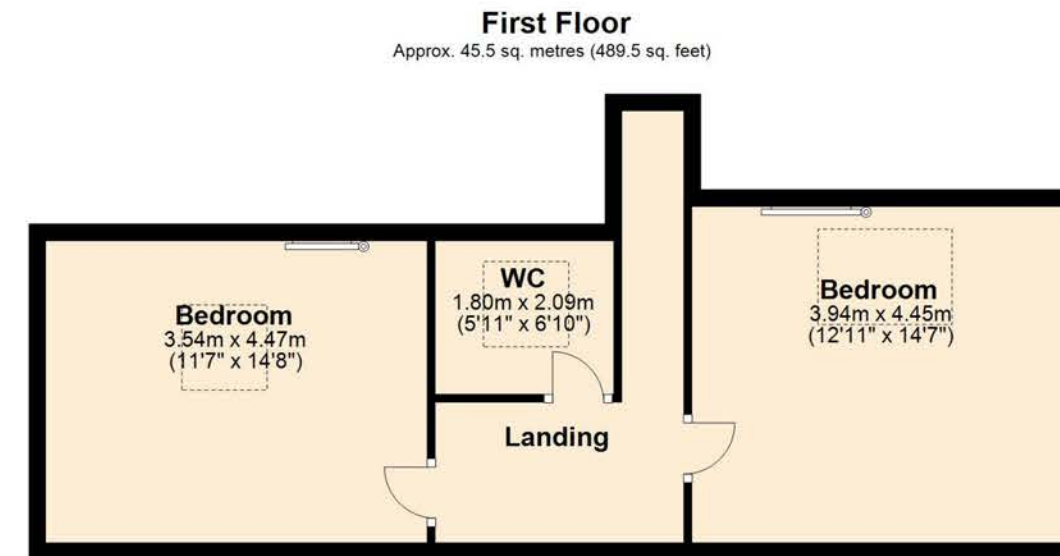 First Floor
Approx. 45.5 sq. metres (489.5 sq. feet)
Bedroom
3.54m x 4.47m
(11'7" x 14'8")
WC
1.80m x 2.09m
(5'11" x 6'10")
Bedroom
3.94m x 4.45m
(12'11" x 14'7")
Landing